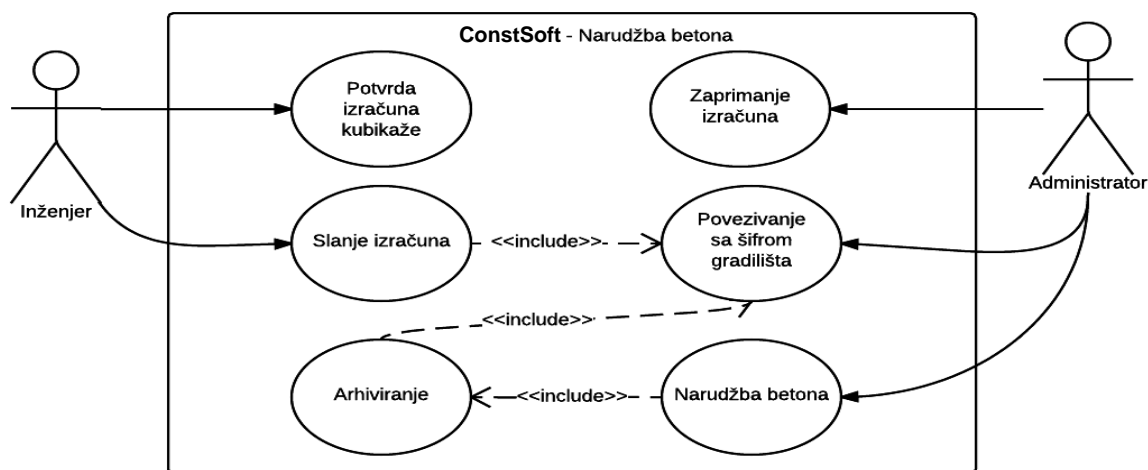 ConstSoft - Narudžba betona
Potvrda
izračuna
kubikaže
Zaprimanje
izračuna
Inženjer
Administrator
Slanje izračuna
<<include>>
Povezivanje
sa šifrom
gradilišta
<<include>>
Arhiviranje
<<include>>
Narudžba betona